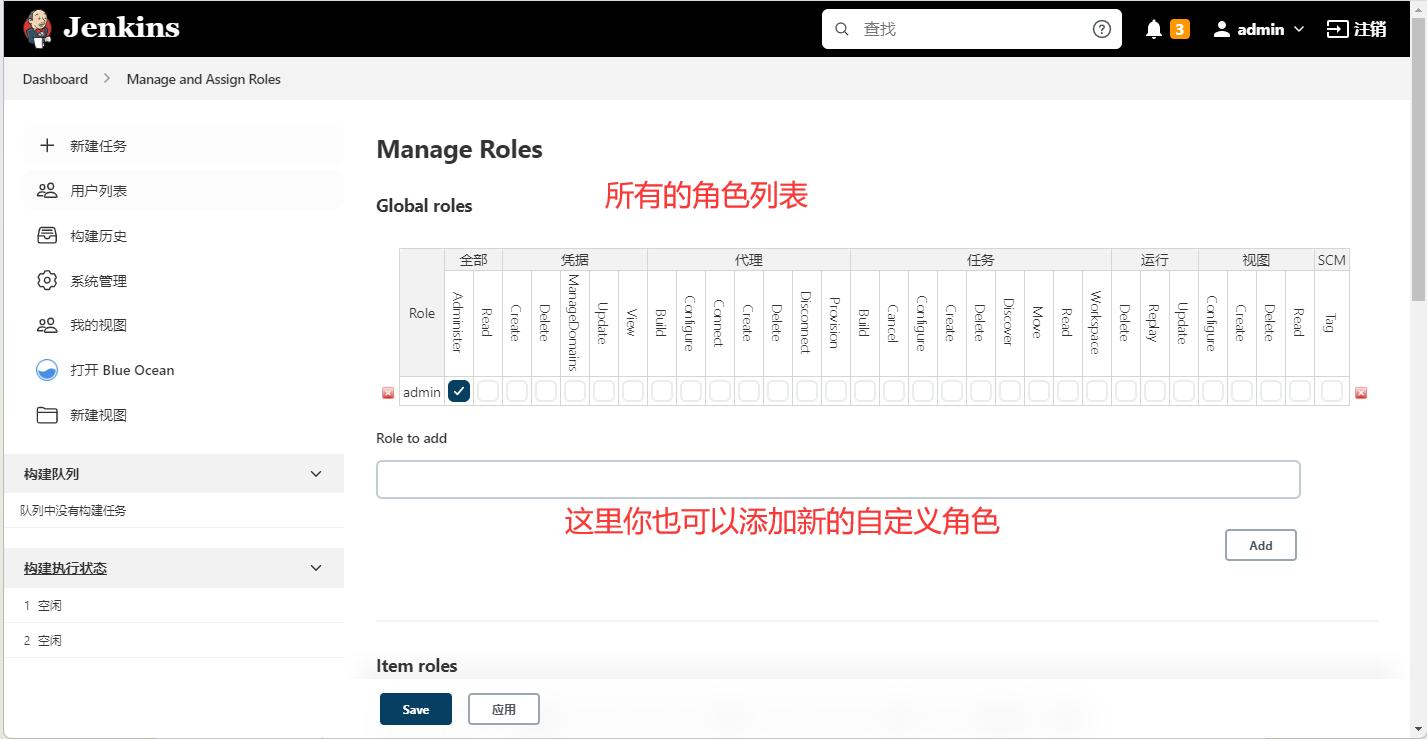 Jenkins
查找
3
admin
注销
Dashboard
Manage and Assign Roles
新建任务
用户列表
构建历史
系统管理
我的视图
打开 Blue Ocean
新建视图
构建队列
队列中没有构建任务
构建执行状态
1 空闲
2 空闲
Manage Roles
所有的角色列表
Global roles
Role
全部
凭据
代理
任务
运行
视图
SCM
Administer
Read
Create
Delete
ManageDomains
Update
View
Build
Configure
Connect
Create
Delete
Disconnect
Provision
Build
Cancel
Configure
Create
Delete
Discover
Move
Read
Workspace
Delete
Replay
Update
Configure
Create
Delete
Read
Tag
admin
Role to add
这里你也可以添加新的自定义角色
Add
Item roles
Save
应用